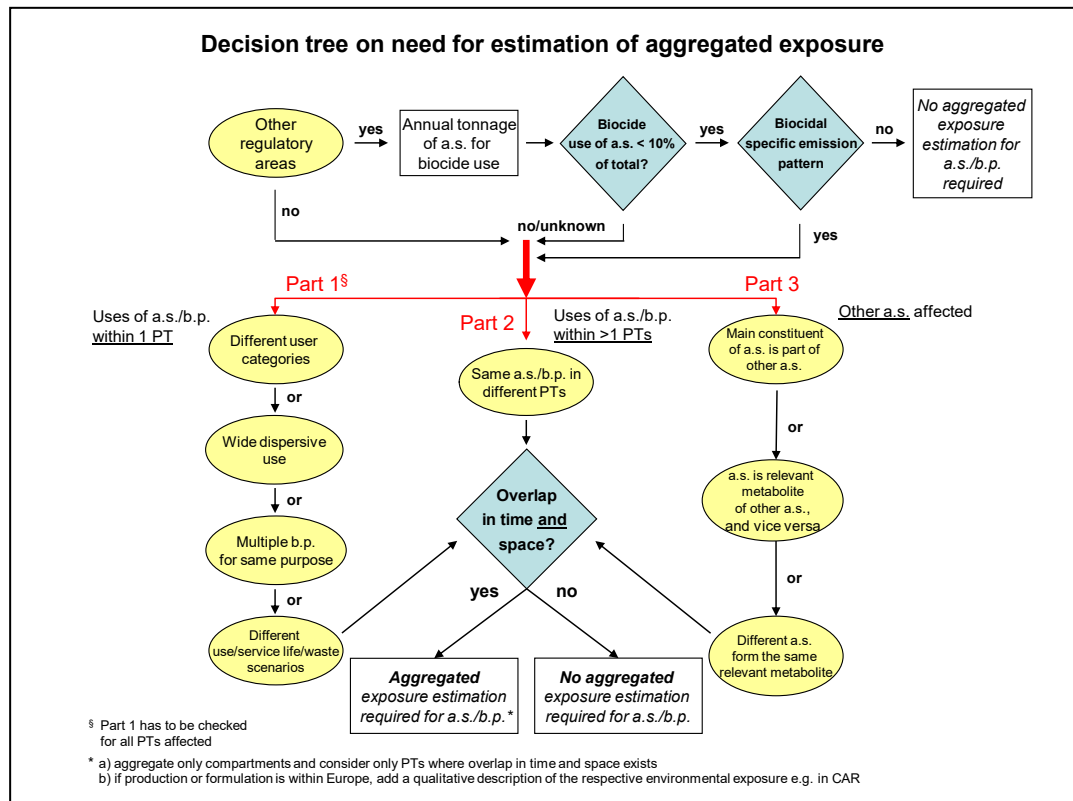 Decision tree on need for estimation of aggregated exposure
Other
regulatory
areas
yes
Annual tonnage
of a.s. for
biocide use
Biocide
use of a.s. < 10%
of total?
yes
Biocidal
specific emission
pattern
no
No aggregated
exposure
estimation for
a.s./b.p.
required
no
no/unknown
yes
Part 1§
Part 2
Part 3
Uses of a.s./b.p.
within 1 PT
Uses of a.s./b.p.
within >1 PTs
Other a.s. affected
Different user
categories
or
Wide dispersive
use
or
Multiple b.p.
for same purpose
or
Different
use/service life/waste
scenarios
Same a.s./b.p. in
different PTs
Overlap
in time and
space?
yes
no
Main constituent
of a.s. is part of
other a.s.
or
a.s. is relevant
metabolite
of other a.s.,
and vice versa
or
Different a.s.
form the same
relevant metabolite
Aggregated
exposure estimation
required for a.s./b.p.*
No aggregated
exposure estimation
required for a.s./b.p.
§ Part 1 has to be checked
for all PTs affected
* a) aggregate only compartments and consider only PTs where overlap in time and space exists
b) if production or formulation is within Europe, add a qualitative description of the respective environmental exposure e.g. in CAR